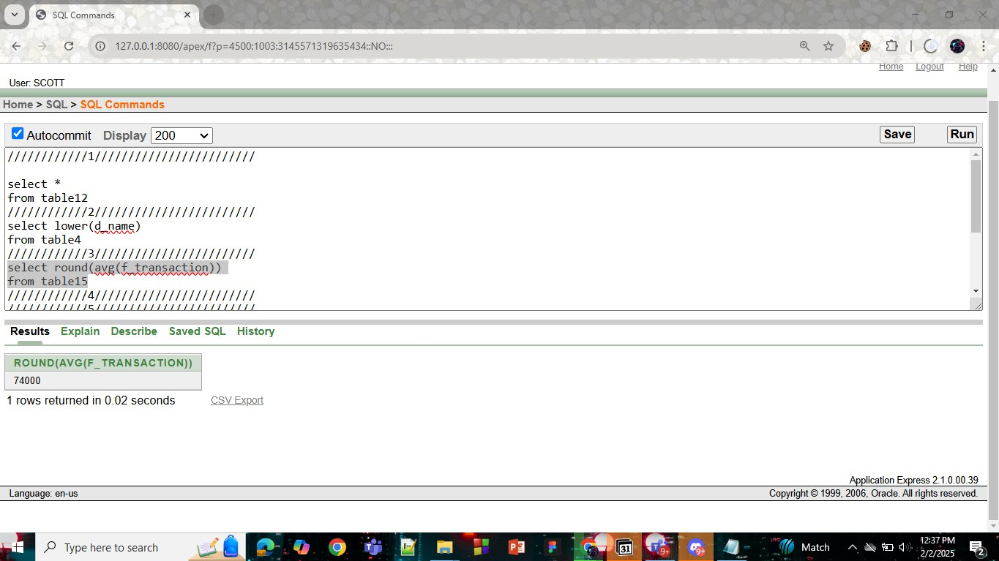 SQL Commands
127.0.0.1:8080/apex/f?p=4500:1003:3145571319635434::NO:::
Home Logout Help
User: SCOTT
Home > SQL > SQL Commands
Autocommit Display 200 Save Run
////////////1////////////////////////
select *
from table12
////////////2////////////////////////
select lower(d_name)
from table4
////////////3////////////////////////
select round(avg(f_transaction))
from table15
////////////4////////////////////////
////////////5////////////////////////
Results Explain Describe Saved SQL History
ROUND(AVG(F_TRANSACTION))
74000
1 rows returned in 0.02 seconds CSV Export
Application Express 2.1.0.00.39
Language: en-us Copyright © 1999, 2006, Oracle. All rights reserved.
Type here to search 31 9+ 9+ Match 12:37 PM
2/2/2025 2